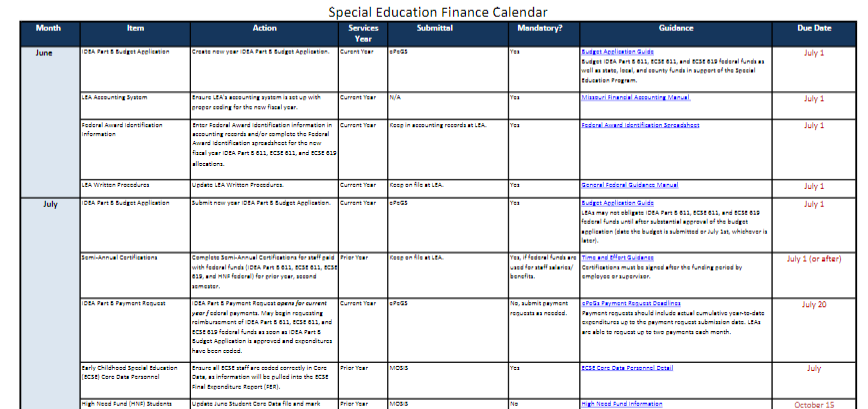 Special Education Finance Calendar
Month Item Action Services Year Submittal Mandatory? Guidance Due Date
June
IDEA Part B Budget Application
Create new year IDEA Part B Budget Application.
Current Year
ePeGS
Yes
Budget Application Guide
Budget IDEA Part B 611, ECSE 611, and ECSE 619 federal funds as
well as state, local, and county funds in support of the Special
Education Program.
July 1
LEA Accounting System
Ensure LEA's accounting system is set up with
proper coding for the new fiscal year.
Current Year
N/A
Yes
Missouri Financial Accounting Manual
July 1
Federal Award Identification
Information
Enter Federal Award Identification information in
accounting records and/or complete the Federal
Award Identification spreadsheet for the new
fiscal year IDEA Part B 611, ECSE 611, and ECSE 619
allocations.
Current Year
Keep in accounting records at LEA.
Yes
Federal Award Identification Spreadsheet
July 1
LEA Written Procedures
Update LEA Written Procedures.
Current Year
Keep on file at LEA.
Yes
General Federal Guidance Manual
July 1
July
IDEA Part B Budget Application
Submit new year IDEA Part B Budget Application.
Current Year
ePeGS
Yes
Budget Application Guide
LEAs may not obligate IDEA Part B 611, ECSE 611, and ECSE 619
federal funds until after substantial approval of the budget
application (date the budget is submitted or July 1st, whichever is
later).
July 1
Semi-Annual Certifications
Complete Semi-Annual Certifications for staff paid
with federal funds (IDEA Part B 611, ECSE 611, ECSE
619, and HNF federal) for prior year, second
semester.
Prior Year
Keep on file at LEA.
Yes, if federal funds are
used for staff salaries/
benefits.
Time and Effort Guidance
Certifications must be signed after the funding period by
employee or supervisor.
July 1 (or after)
IDEA Part B Payment Request
IDEA Part B Payment Request opens for current
year federal payments. May begin requesting
reimbursement of IDEA Part B 611, ECSE 611, and
ECSE 619 federal funds as soon as IDEA Part B
Budget Application is approved and expenditures
have been coded.
Current Year
ePeGS
No, submit payment
requests as needed.
ePeGs Payment Request Deadlines
Payment requests should include actual cumulative year-to-date
expenditures up to the payment request submission date. LEAs
are able to request up to two payments each month.
July 20
Early Childhood Special Education
(ECSE) Core Data Personnel
Ensure all ECSE staff are coded correctly in Core
Data, as information will be pulled into the ECSE
Final Expenditure Report (FER).
Prior Year
MOSIS
Yes
ECSE Core Data Personnel Detail
July
High Need Fund (HNF) Students
Update June Student Core Data file and mark
Prior Year
MOSIS
No
High Need Fund Information
October 15